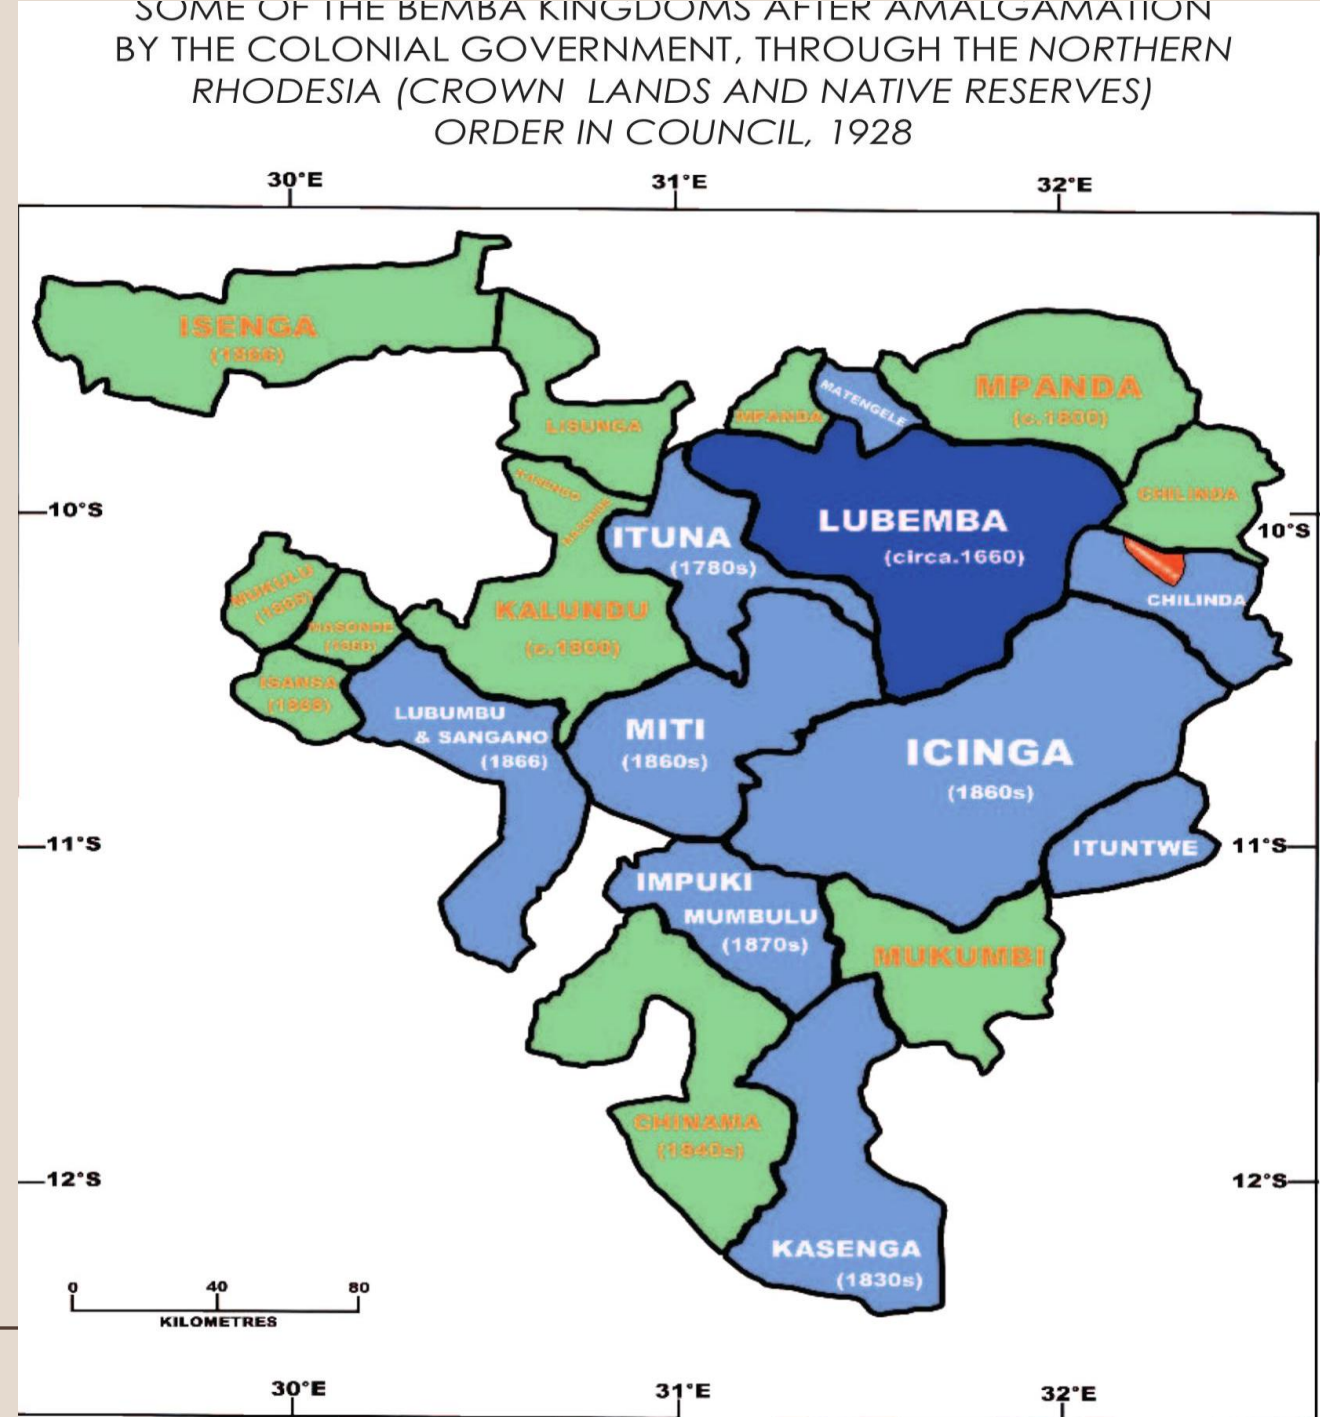 SOME OF THE BEMBA KINGDOMS AFTER AMALGAMATION
BY THE COLONIAL GOVERNMENT, THROUGH THE NORTHERN
RHODESIA (CROWN LANDS AND NATIVE RESERVES)
ORDER IN COUNCIL, 1928
30°E
31°E
32°E
ISENGA
(1866)
LISUNGA
MPANDA
MATENGELE
MPANDA
(c.1800)
CHILINDA
10°S
10°S
ITUNA
(1780s)
LUBEMBA
(circa.1660)
CHILINDA
MUKULU
KALUNDU
(c.1800)
LUBUMBU
& SANGANO
(1866)
MITI
(1860s)
ICINGA
(1860s)
ITUNTWE
11°S
11°S
IMPUKI
MUMBULU
(1870s)
MUKUMBI
CHINAMA
(1840s)
12°S
12°S
KASENGA
(1830s)
0
40
80
KILOMETRES
30°E
31°E
32°E